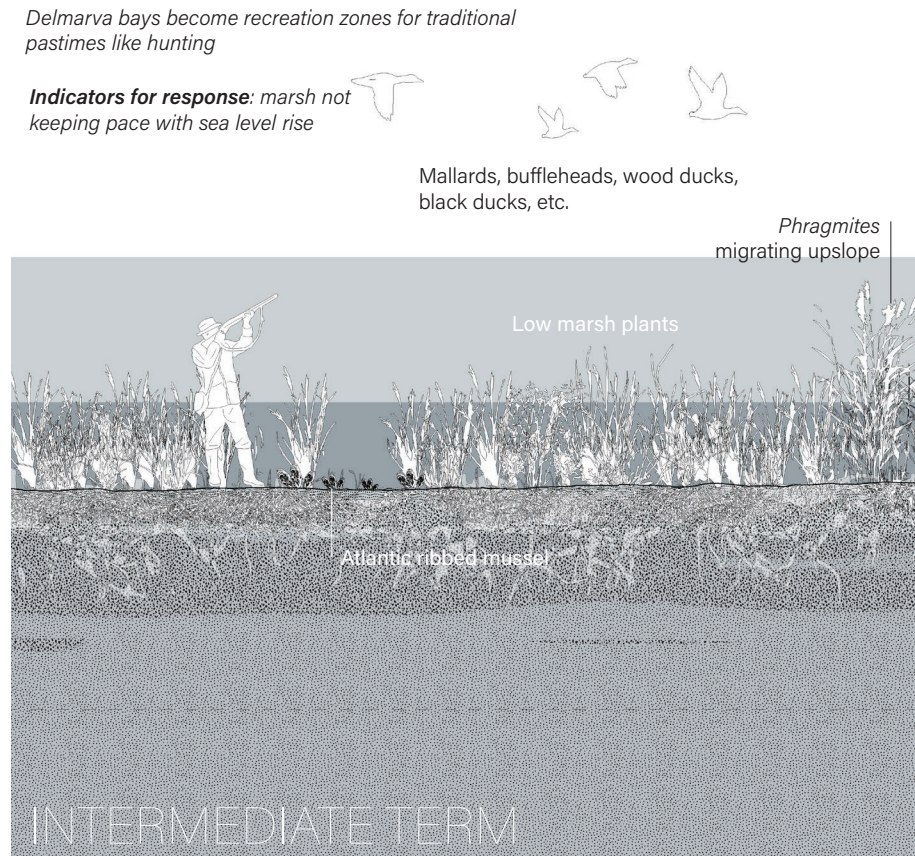 Delmarva bays become recreation zones for traditional
pastimes like hunting
Indicators for response: marsh not
keeping pace with sea level rise
Mallards, buffleheads, wood ducks,
black ducks, etc.
Phragmites
migrating upslope
Low marsh plants
Atlantic ribbed mussel
INTERMEDIATE TERM